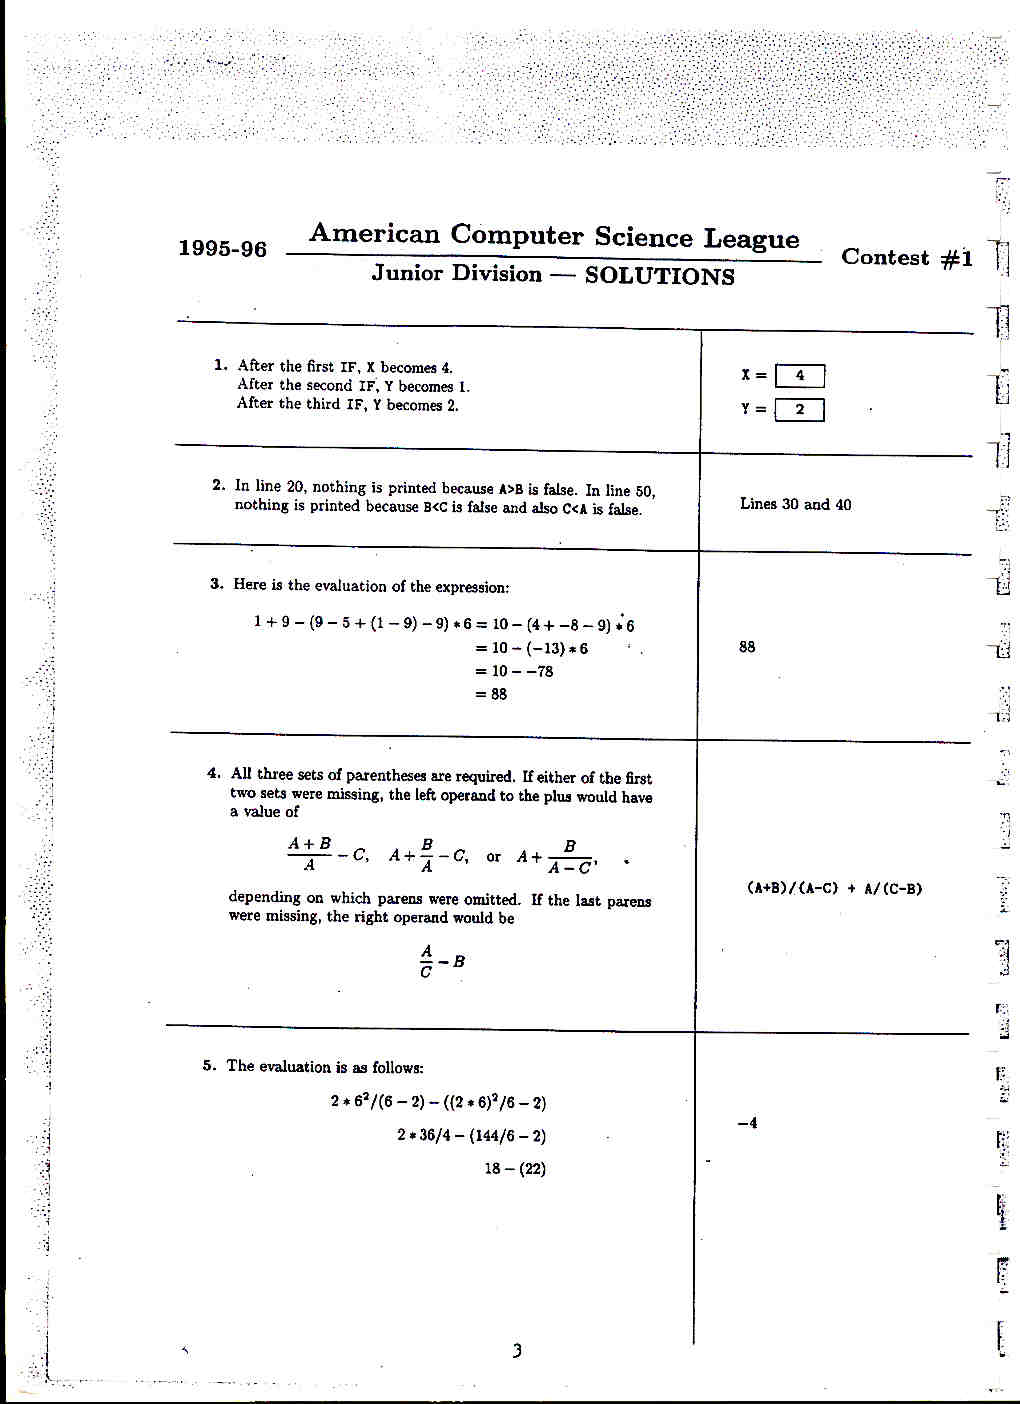 1995-96 American Computer Science League Contest #1
Junior Division — SOLUTIONS
1. After the first IF, X becomes 4.
After the second IF, Y becomes 1.
After the third IF, Y becomes 2.
X = 4
Y = 2
2. In line 20, nothing is printed because A>B is false. In line 50,
nothing is printed because B<C is false and also C<A is false.
Lines 30 and 40
3. Here is the evaluation of the expression:
1 + 9 − (9 − 5 + (1 − 9) − 9) * 6 = 10 − (4 + −8 − 9) * 6
= 10 − (−13) * 6
= 10 − −78
= 88
88
4. All three sets of parentheses are required. If either of the first
two sets were missing, the left operand to the plus would have
a value of
(A + B)/A − C, A + B/A − C, or A + B/(A − C),
depending on which parens were omitted. If the last parens
were missing, the right operand would be
A/C − B
(A+B)/(A-C) + A/(C-B)
5. The evaluation is as follows:
2 * 6²/(6 − 2) − ((2 * 6)²/6 − 2)
2 * 36/4 − (144/6 − 2)
18 − (22)
−4
3